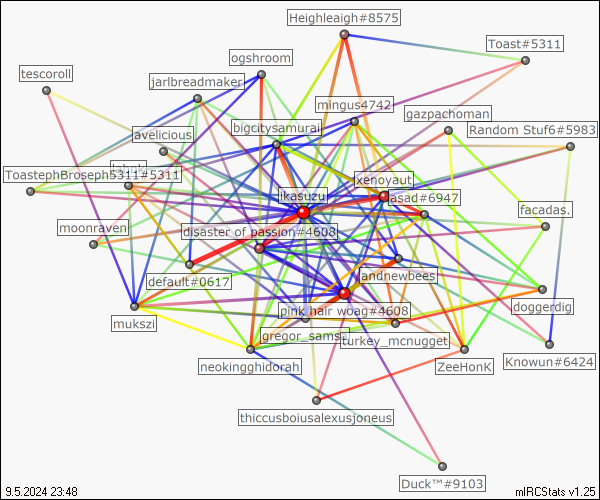 Heighleaigh#8575
Toast#5311
ogshroom
tescoroll
jarlbreadmaker
mingus4742
gazpachoman
bigcitysamurai
Random Stuf6#5983
avelicious
ToastephBroseph5311#5311
ixenoyaut
ikasuzu
asad#6947
facadas.
moonraven
disaster of passion#4608
default#0617
andnewbees
doggerdig
mukszi
pink hair woag#4608
gregor_sams
turkey_mcnugget
neokingghidorah
ZeeHonK
Knowun#6424
thiccusboiusalexusjoneus
Duck™#9103
9.5.2024 23:48
mIRCStats v1.25